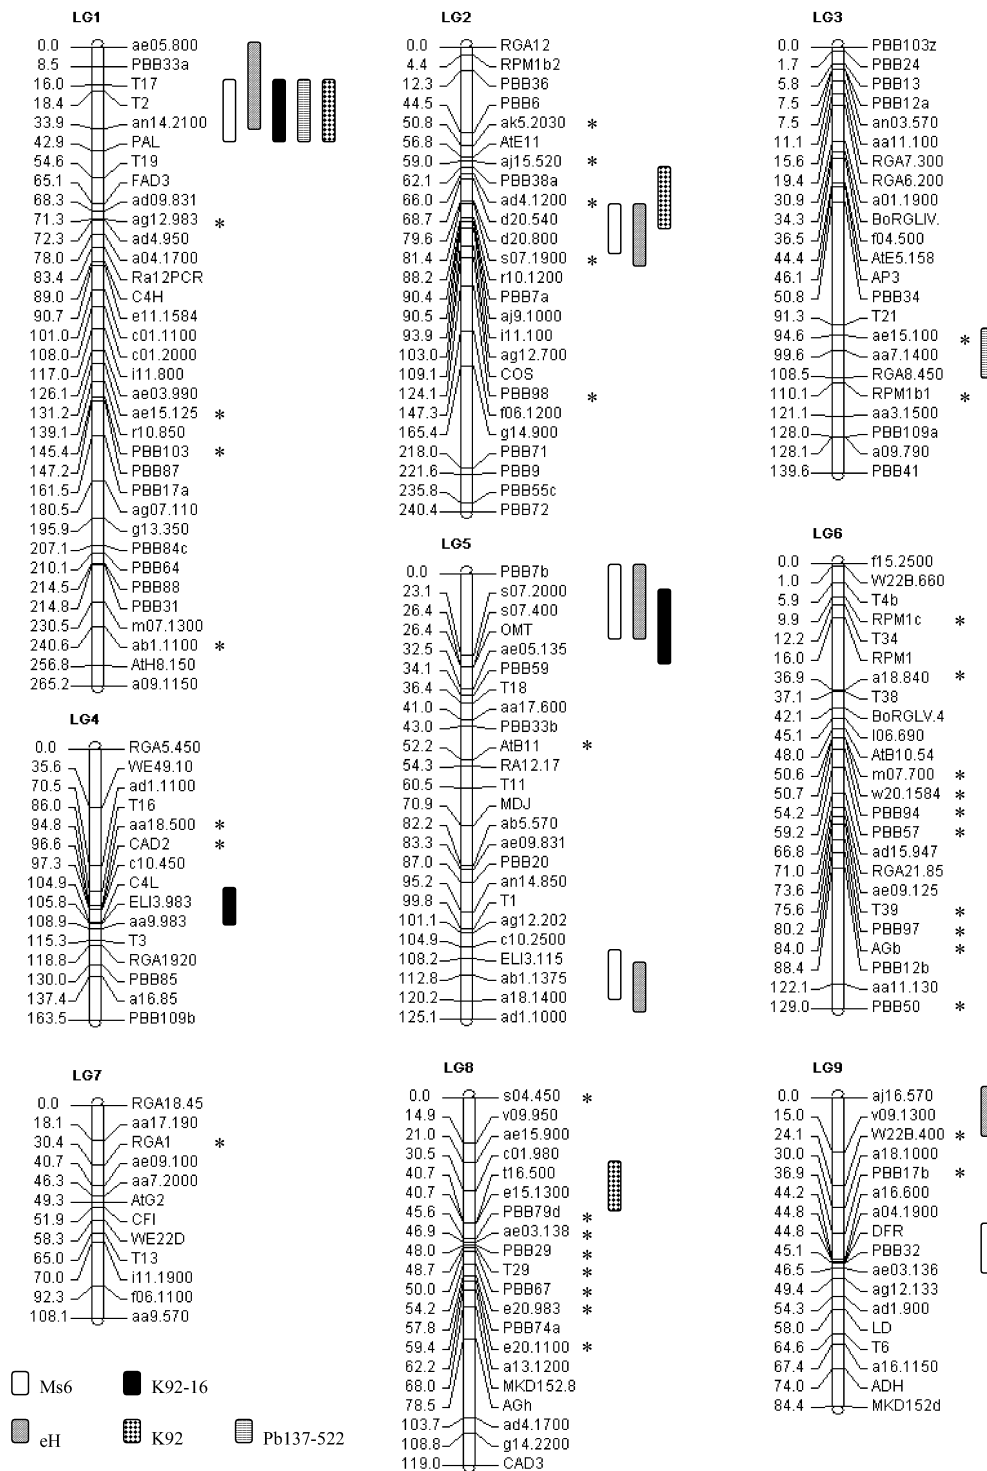 LG1
0.0 ae05.800
8.5 PBB33a
16.0 T17
18.4 T2
33.9 an14.2100
42.9 PAL
54.6 T19
65.1 FAD3
68.3 ad09.831
71.3 ag12.983 *
72.3 ad4.950
78.0 a04.1700
83.4 Ra12PCR
89.0 C4H
90.7 e11.1584
101.0 c01.1100
108.0 c01.2000
117.0 i11.800
126.1 ae03.990
131.2 ae15.125 *
139.1 r10.850
145.4 PBB103 *
147.2 PBB87
161.5 PBB17a
180.5 ag07.110
195.9 g13.350
207.1 PBB84c
210.1 PBB64
214.5 PBB88
214.8 PBB31
230.5 m07.1300
240.6 ab1.1100 *
256.8 AtH8.150
265.2 a09.1150
LG2
0.0 RGA12
4.4 RPM1b2
12.3 PBB36
44.5 PBB6
50.8 ak5.2030 *
56.8 AtE11
59.0 aj15.520 *
62.1 PBB38a
66.0 ad4.1200 *
68.7 d20.540
79.6 d20.800
81.4 s07.1900 *
88.2 r10.1200
90.4 PBB7a
90.5 aj9.1000
93.9 i11.100
103.0 ag12.700
109.1 COS
124.1 PBB98 *
147.3 f06.1200
165.4 g14.900
218.0 PBB71
221.6 PBB9
235.8 PBB55c
240.4 PBB72
LG3
0.0 PBB103z
1.7 PBB24
5.8 PBB13
7.5 PBB12a
7.5 an03.570
11.1 aa11.100
15.6 RGA7.300
19.4 RGA6.200
30.9 a01.1900
34.3 BoRGLIV.
36.5 f04.500
44.4 AtE5.158
46.1 AP3
50.8 PBB34
91.3 T21
94.6 ae15.100 *
99.6 aa7.1400
108.5 RGA8.450
110.1 RPM1b1 *
121.1 aa3.1500
128.0 PBB109a
128.1 a09.790
139.6 PBB41
LG4
0.0 RGA5.450
35.6 WE49.10
70.5 ad1.1100
86.0 T16
94.8 aa18.500 *
96.6 CAD2 *
97.3 c10.450
104.9 C4L
105.8 ELI3.983
108.9 aa9.983
115.3 T3
118.8 RGA1920
130.0 PBB85
137.4 a16.85
163.5 PBB109b
LG5
0.0 PBB7b
23.1 s07.2000
26.4 s07.400
26.4 OMT
32.5 ae05.135
34.1 PBB59
36.4 T18
41.0 aa17.600
43.0 PBB33b
52.2 AtB11 *
54.3 RA12.17
60.5 T11
70.9 MDJ
82.2 ab5.570
83.3 ae09.831
87.0 PBB20
95.2 an14.850
99.8 T1
101.1 ag12.202
104.9 c10.2500
108.2 ELI3.115
112.8 ab1.1375
120.2 a18.1400
125.1 ad1.1000
LG6
0.0 f15.2500
1.0 W22B.660
5.9 T4b
9.9 RPM1c *
12.2 T34
16.0 RPM1
36.9 a18.840 *
37.1 T38
42.1 BoRGLV.4
45.1 I06.690
48.0 AtB10.54
50.6 m07.700 *
50.7 w20.1584 *
54.2 PBB94 *
59.2 PBB57 *
66.8 ad15.947
71.0 RGA21.85
73.6 ae09.125
75.6 T39 *
80.2 PBB97 *
84.0 AGb *
88.4 PBB12b
122.1 aa11.130
129.0 PBB50 *
LG7
0.0 RGA18.45
18.1 aa17.190
30.4 RGA1 *
40.7 ae09.100
46.3 aa7.2000
49.3 AtG2
51.9 CFI
58.3 WE22D
65.0 T13
70.0 i11.1900
92.3 f06.1100
108.1 aa9.570
LG8
0.0 s04.450 *
14.9 v09.950
21.0 ae15.900
30.5 c01.980
40.7 t16.500
40.7 e15.1300
45.6 PBB79d *
46.9 ae03.138 *
48.0 PBB29 *
48.7 T29 *
50.0 PBB67 *
54.2 e20.983 *
57.8 PBB74a
59.4 e20.1100 *
62.2 a13.1200
68.0 MKD152.8
78.5 AGh
103.7 ad4.1700
108.8 g14.2200
119.0 CAD3
LG9
0.0 aj16.570
15.0 v09.1300
24.1 W22B.400 *
30.0 a18.1000
36.9 PBB17b *
44.2 a16.600
44.8 a04.1900
44.8 DFR
45.1 PBB32
46.5 ae03.136
49.4 ag12.133
54.3 ad1.900
58.0 LD
64.6 T6
67.4 a16.1150
74.0 ADH
84.4 MKD152d
Ms6
K92-16
eH
K92
Pb137-522